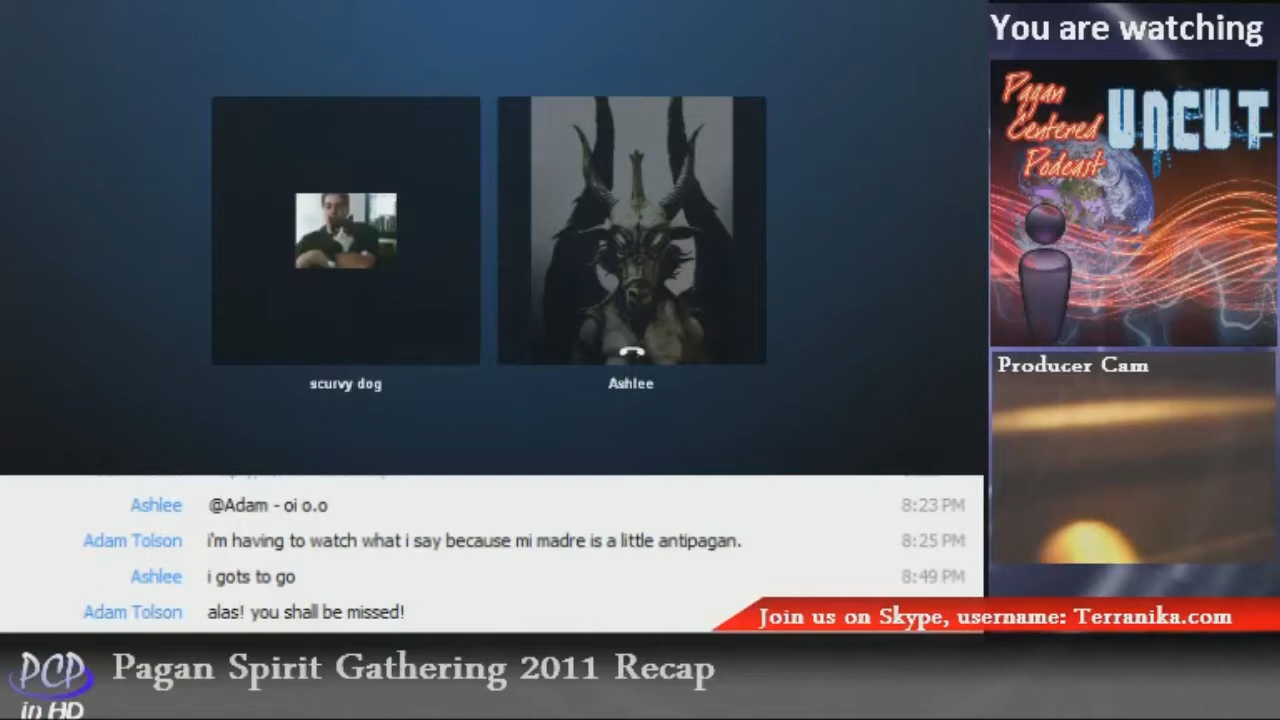 You are watching
Pagan
Centered
Podcast
UNCUT
Producer Cam
scurvy dog
Ashlee
Ashlee @Adam - oi o.o 8:23 PM
Adam Tolson i'm having to watch what i say because mi madre is a little antipagan. 8:25 PM
Ashlee i gots to go 8:49 PM
Adam Tolson alas! you shall be missed!
Join us on Skype, username: Terranika.com
PCP
in HD
Pagan Spirit Gathering 2011 Recap